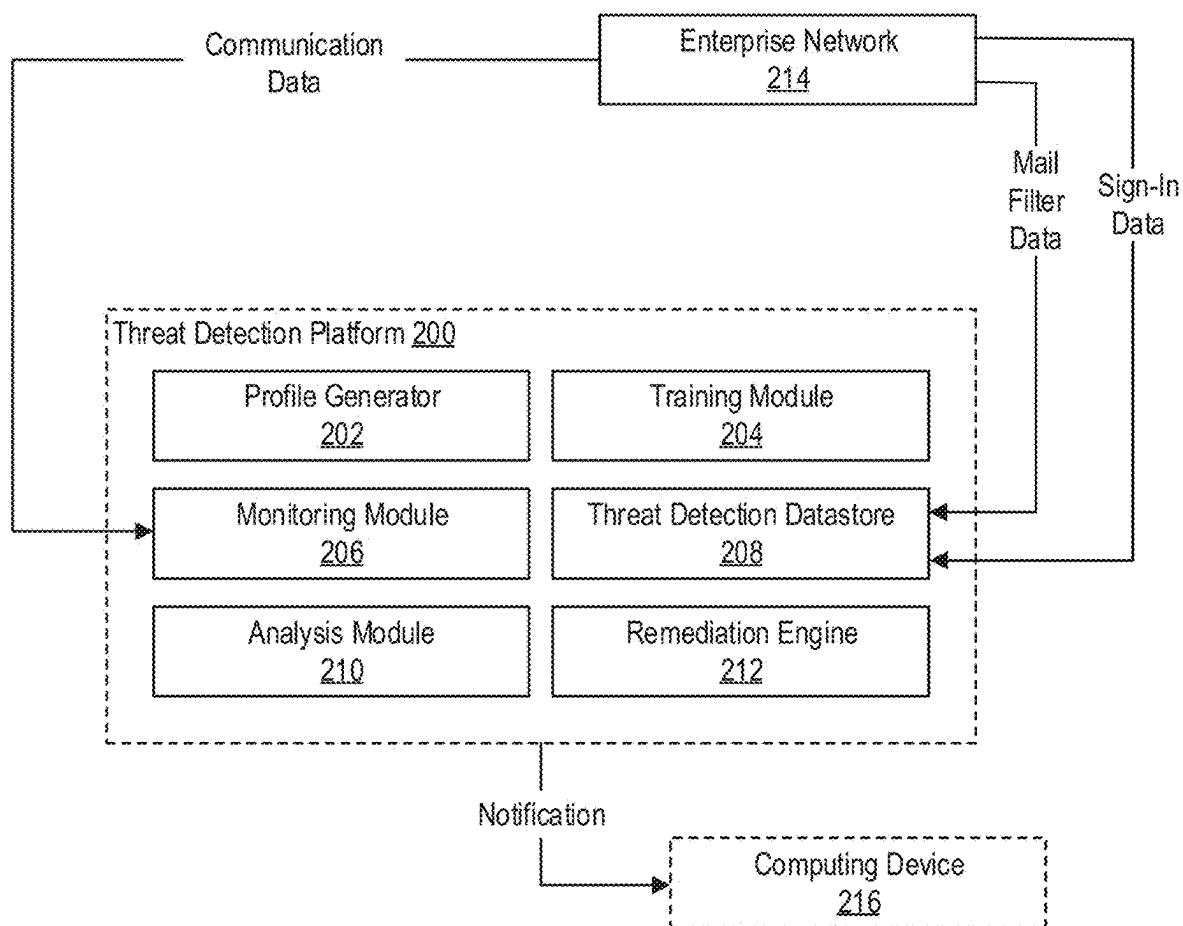 Communication
Data
Enterprise Network
214
Mail
Filter
Data
Sign-In
Data
Threat Detection Platform 200
Profile Generator
202
Training Module
204
Monitoring Module
206
Threat Detection Datastore
208
Analysis Module
210
Remediation Engine
212
Notification
Computing Device
216